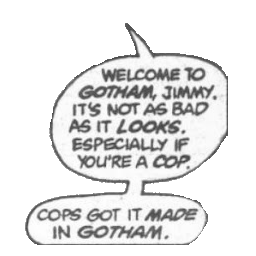 WELCOME TO
GOTHAM, JIMMY.
IT'S NOT AS BAD
AS IT LOOKS.
ESPECIALLY IF
YOU'RE A COP.
COPS GOT IT MADE
IN GOTHAM.